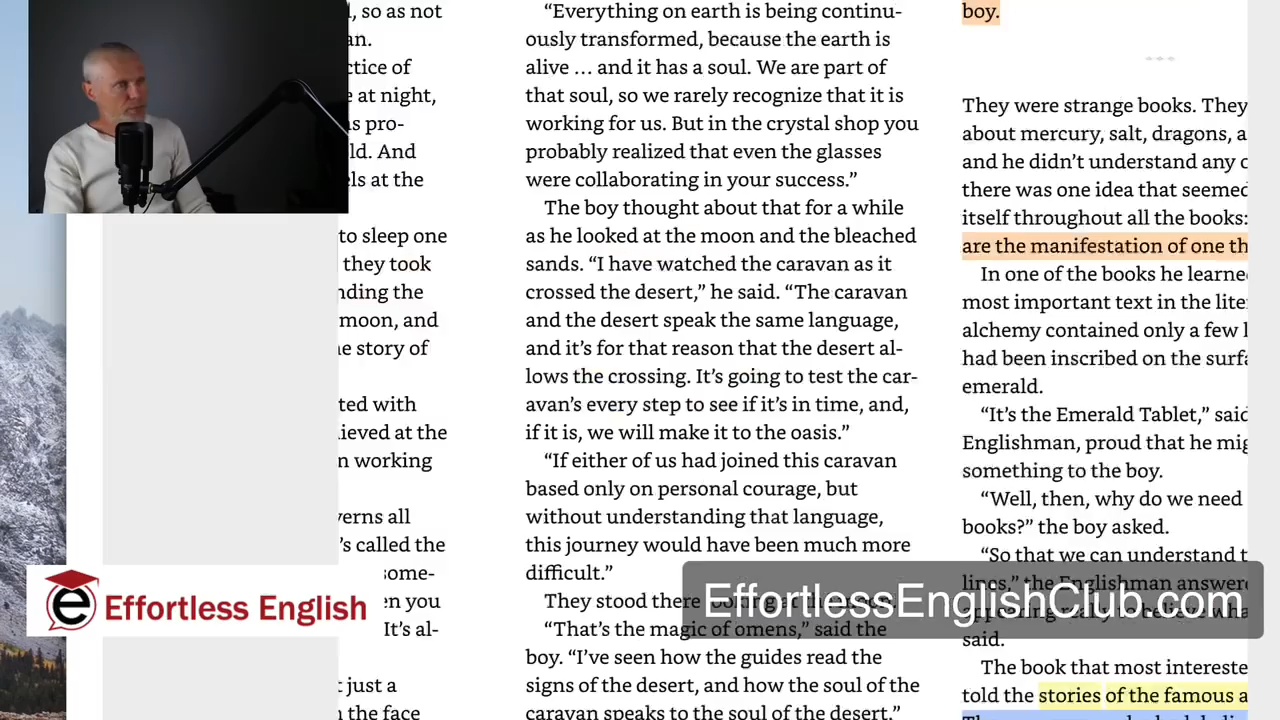 , so as not
an.
ctice of
e at night,
s pro-
ld. And
ls at the
to sleep one
they took
nding the
moon, and
e story of
ted with
ieved at the
n working
verns all
's called the
some-
en you
It's al-
t just a
n the face
“Everything on earth is being continu-
ously transformed, because the earth is
alive … and it has a soul. We are part of
that soul, so we rarely recognize that it is
working for us. But in the crystal shop you
probably realized that even the glasses
were collaborating in your success.”
The boy thought about that for a while
as he looked at the moon and the bleached
sands. “I have watched the caravan as it
crossed the desert,” he said. “The caravan
and the desert speak the same language,
and it’s for that reason that the desert al-
lows the crossing. It’s going to test the car-
avan’s every step to see if it’s in time, and,
if it is, we will make it to the oasis.”
“If either of us had joined this caravan
based only on personal courage, but
without understanding that language,
this journey would have been much more
difficult.”
They stood there looking at the moon.
“That’s the magic of omens,” said the
boy. “I’ve seen how the guides read the
signs of the desert, and how the soul of the
caravan speaks to the soul of the desert.”
boy.
They were strange books. They
about mercury, salt, dragons, a
and he didn’t understand any o
there was one idea that seemed
itself throughout all the books:
are the manifestation of one th
In one of the books he learned
most important text in the lite
alchemy contained only a few l
had been inscribed on the surfa
emerald.
“It’s the Emerald Tablet,” said
Englishman, proud that he mig
something to the boy.
“Well, then, why do we need
books?” the boy asked.
“So that we can understand t
lines,” the Englishman answere
said.
The book that most intereste
told the stories of the famous a
Effortless English
EffortlessEnglishClub.com